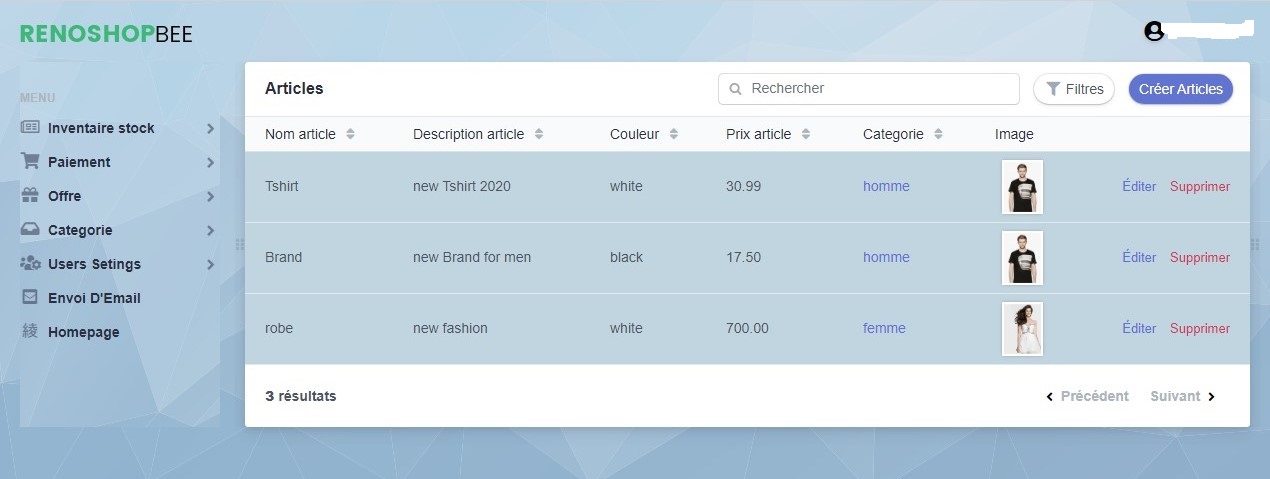 RENOSHOPBEE
MENU
Inventaire stock
Paiement
Offre
Categorie
Users Setings
Envoi D'Email
綾 Homepage
Articles Rechercher Filtres Créer Articles
Nom article Description article Couleur Prix article Categorie Image
Tshirt new Tshirt 2020 white 30.99 homme Éditer Supprimer
Brand new Brand for men black 17.50 homme Éditer Supprimer
robe new fashion white 700.00 femme Éditer Supprimer
3 résultats Précédent Suivant